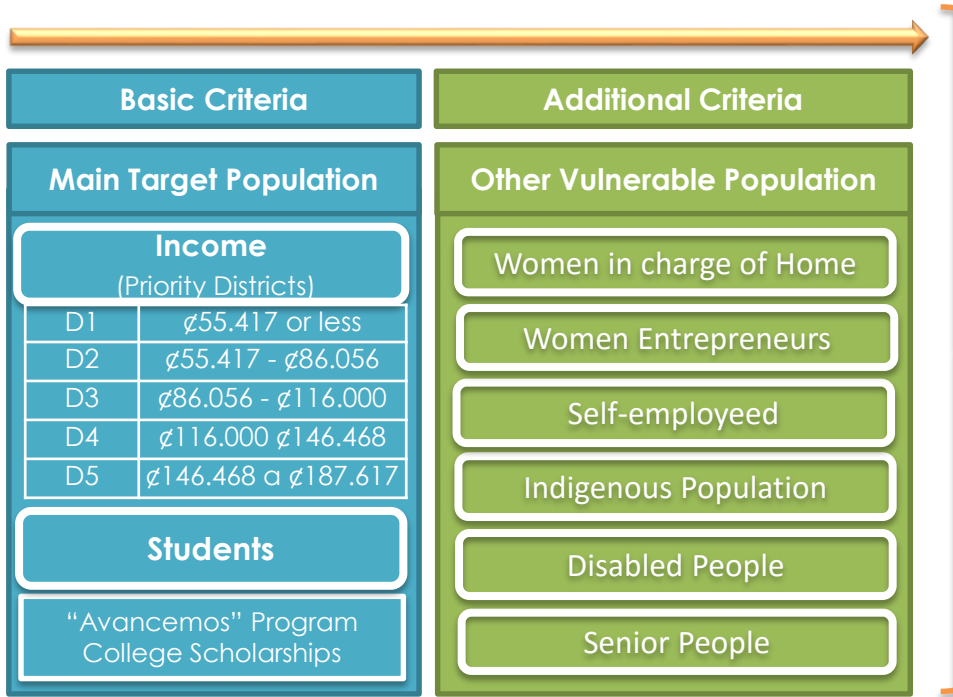 Basic Criteria
Main Target Population
Income
(Priority Districts)
D1 ₡55.417 or less
D2 ₡55.417 - ₡86.056
D3 ₡86.056 - ₡116.000
D4 ₡116.000 ₡146.468
D5 ₡146.468 a ₡187.617
Students
“Avancemos” Program
College Scholarships
Additional Criteria
Other Vulnerable Population
Women in charge of Home
Women Entrepreneurs
Self-employeed
Indigenous Population
Disabled People
Senior People